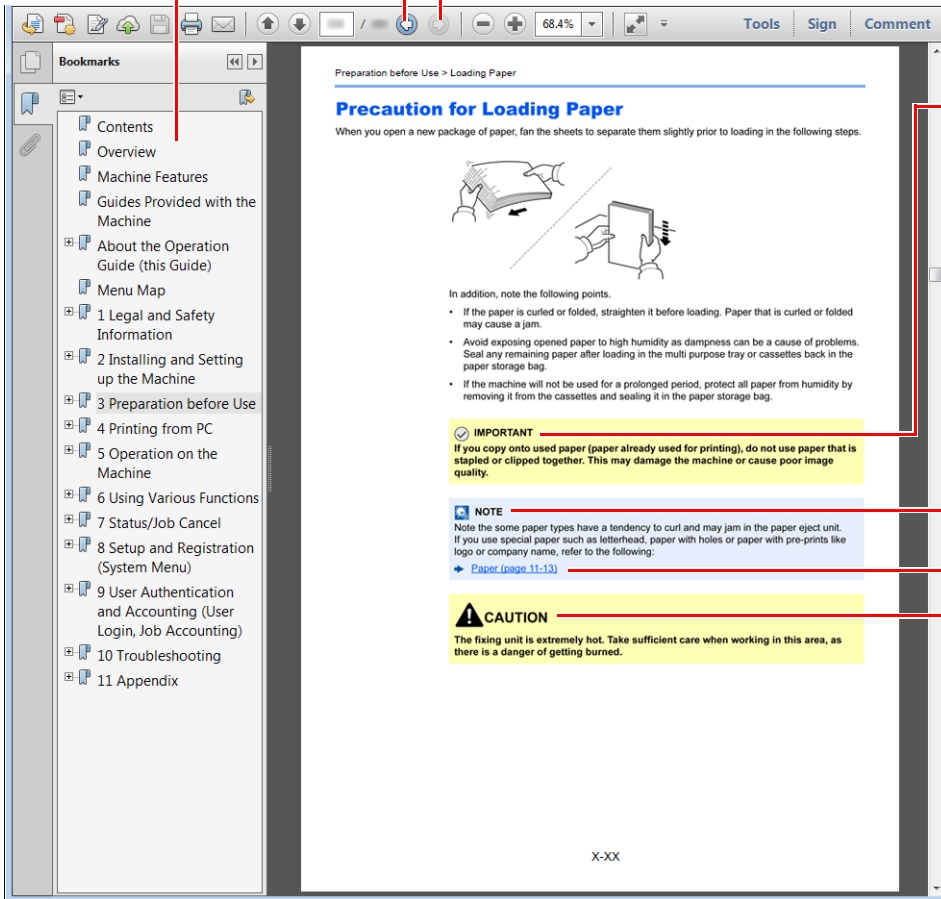 /
68.4%
Tools
Sign
Comment
Bookmarks
Contents
Overview
Machine Features
Guides Provided with the
Machine
About the Operation
Guide (this Guide)
Menu Map
1 Legal and Safety
Information
2 Installing and Setting
up the Machine
3 Preparation before Use
4 Printing from PC
5 Operation on the
Machine
6 Using Various Functions
7 Status/Job Cancel
8 Setup and Registration
(System Menu)
9 User Authentication
and Accounting (User
Login, Job Accounting)
10 Troubleshooting
11 Appendix
Preparation before Use > Loading Paper
Precaution for Loading Paper
When you open a new package of paper, fan the sheets to separate them slightly prior to loading in the following steps.
In addition, note the following points.
• If the paper is curled or folded, straighten it before loading. Paper that is curled or folded
may cause a jam.
• Avoid exposing opened paper to high humidity as dampness can be a cause of problems.
Seal any remaining paper after loading in the multi purpose tray or cassettes back in the
paper storage bag.
• If the machine will not be used for a prolonged period, protect all paper from humidity by
removing it from the cassettes and sealing it in the paper storage bag.
IMPORTANT
If you copy onto used paper (paper already used for printing), do not use paper that is
stapled or clipped together. This may damage the machine or cause poor image
quality.
NOTE
Note the some paper types have a tendency to curl and may jam in the paper eject unit.
If you use special paper such as letterhead, paper with holes or paper with pre-prints like
logo or company name, refer to the following:
Paper (page 11-13)
CAUTION
The fixing unit is extremely hot. Take sufficient care when working in this area, as
there is a danger of getting burned.
X-XX